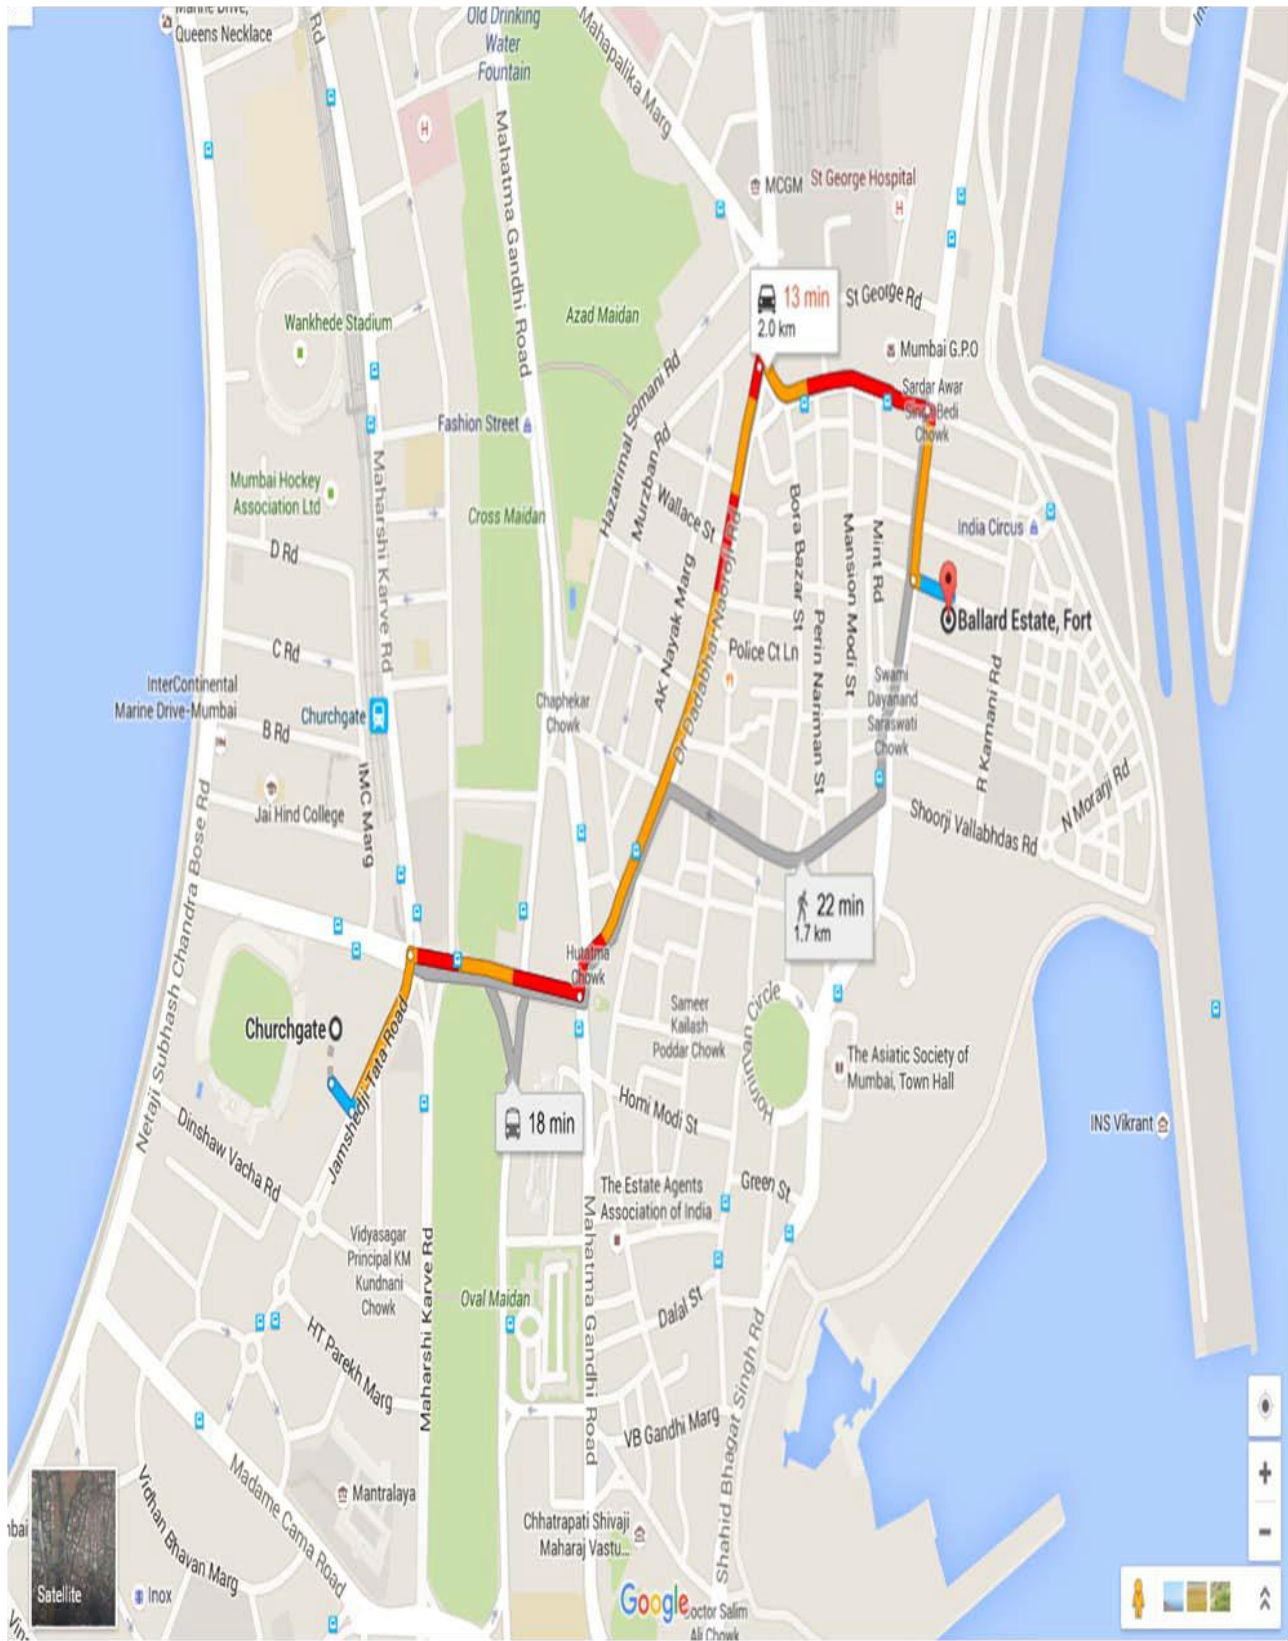 Marine Drive,
Queens Necklace
Rd
Old Drinking
Water
Fountain
Mahapalika Marg
Mahatma Gandhi Road
MCGM
St George Hospital
H
H
13 min
2.0 km
St George Rd
Azad Maidan
Wankhede Stadium
Mumbai G.P.O
Sardar Awar
Singh Bedi
Chowk
Hazarimal Somani Rd
Fashion Street
Murzban Rd
Mumbai Hockey
Association Ltd
Maharshi Karve Rd
Cross Maidan
Wallace St
Dr Dadabhai Naoroji Rd
Bora Bazar St
Mansion Modi St
Mint Rd
India Circus
D Rd
AK Nayak Marg
Ballard Estate, Fort
C Rd
Police Ct Ln
Perin Nariman St
Swami
Dayanand
Saraswati
Chowk
R Kamani Rd
InterContinental
Marine Drive-Mumbai
Churchgate
Chaphekar
Chowk
B Rd
IMC Marg
Jai Hind College
N Morarji Rd
Shoorji Vallabhdas Rd
Netaji Subhash Chandra Bose Rd
22 min
1.7 km
Hutatma
Chowk
Churchgate
Jamshedji Tata Road
Sameer
Kailash
Poddar Chowk
Horniman Circle
The Asiatic Society of
Mumbai, Town Hall
18 min
Homi Modi St
INS Vikrant
Dinshaw Vacha Rd
The Estate Agents
Association of India
Green St
Vidyasagar
Principal KM
Kundnani
Chowk
Maharshi Karve Rd
Oval Maidan
Mahatma Gandhi Road
Dalal St
HT Parekh Marg
Shahid Bhagat Singh Rd
VB Gandhi Marg
Madame Cama Road
Mantralaya
Vidhan Bhavan Marg
Chhatrapati Shivaji
Maharaj Vastu...
Satellite
Inox
Google
octor Salim
Ali Chowk
+
−